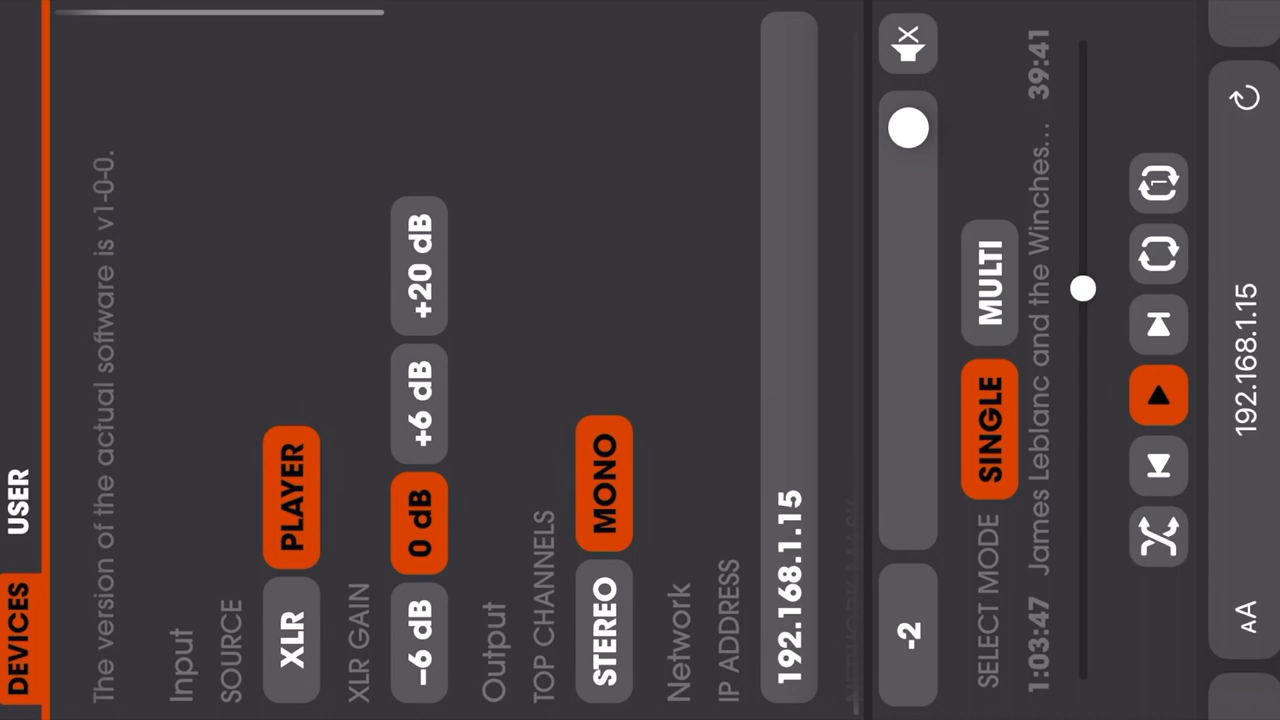 DEVICES USER
The version of the actual software is v1-0-0.
Input
SOURCE
XLR PLAYER
XLR GAIN
–6 dB 0 dB +6 dB +20 dB
Output
TOP CHANNELS
STEREO MONO
Network
IP ADDRESS
192.168.1.15
NETWORK MASK
-2
SELECT MODE SINGLE MULTI
1:03:47 James Leblanc and the Winches... 39:41
1
AA 192.168.1.15